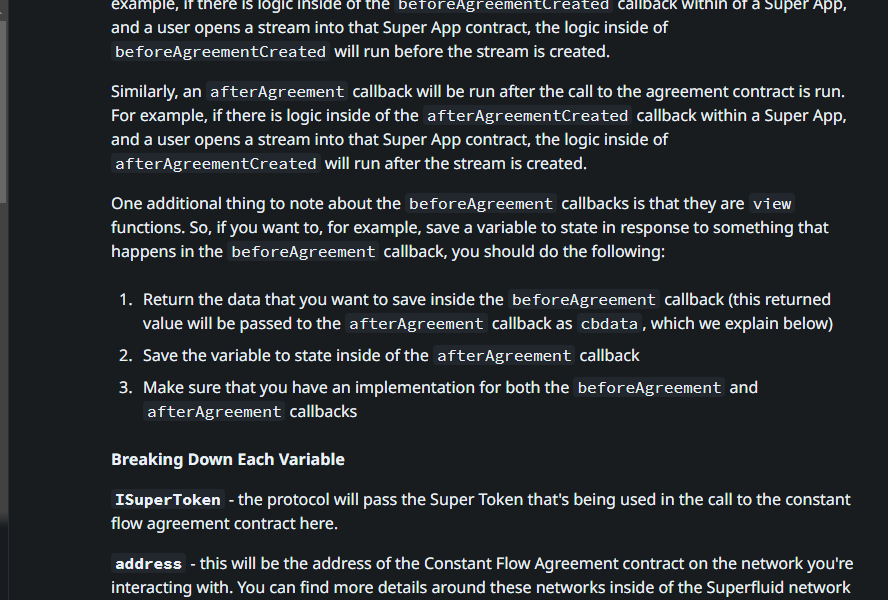 example, if there is logic inside of the beforeAgreementCreated callback within of a Super App,
and a user opens a stream into that Super App contract, the logic inside of
beforeAgreementCreated will run before the stream is created.
Similarly, an afterAgreement callback will be run after the call to the agreement contract is run.
For example, if there is logic inside of the afterAgreementCreated callback within a Super App,
and a user opens a stream into that Super App contract, the logic inside of
afterAgreementCreated will run after the stream is created.
One additional thing to note about the beforeAgreement callbacks is that they are view
functions. So, if you want to, for example, save a variable to state in response to something that
happens in the beforeAgreement callback, you should do the following:
1. Return the data that you want to save inside the beforeAgreement callback (this returned
value will be passed to the afterAgreement callback as cbdata, which we explain below)
2. Save the variable to state inside of the afterAgreement callback
3. Make sure that you have an implementation for both the beforeAgreement and
afterAgreement callbacks
Breaking Down Each Variable
ISuperToken - the protocol will pass the Super Token that's being used in the call to the constant
flow agreement contract here.
address - this will be the address of the Constant Flow Agreement contract on the network you're
interacting with. You can find more details around these networks inside of the Superfluid network